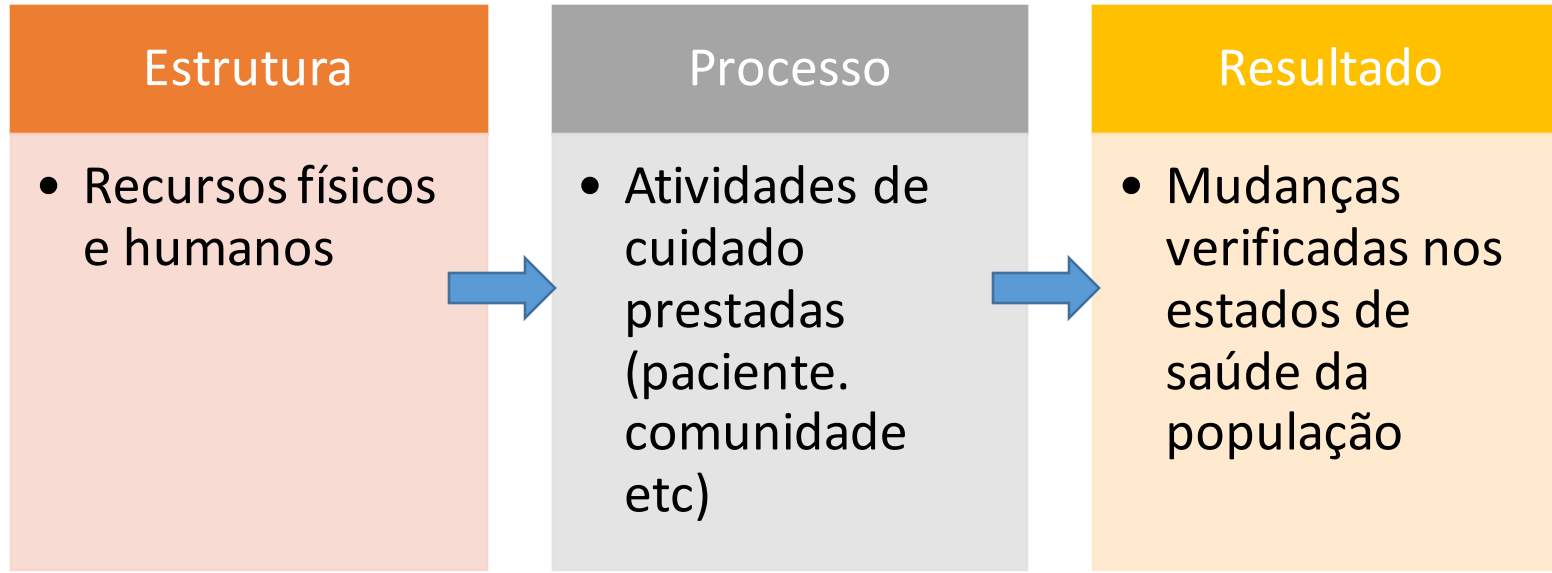 Estrutura
• Recursos físicos
e humanos
Processo
• Atividades de
cuidado
prestadas
(paciente.
comunidade
etc)
Resultado
• Mudanças
verificadas nos
estados de
saúde da
população